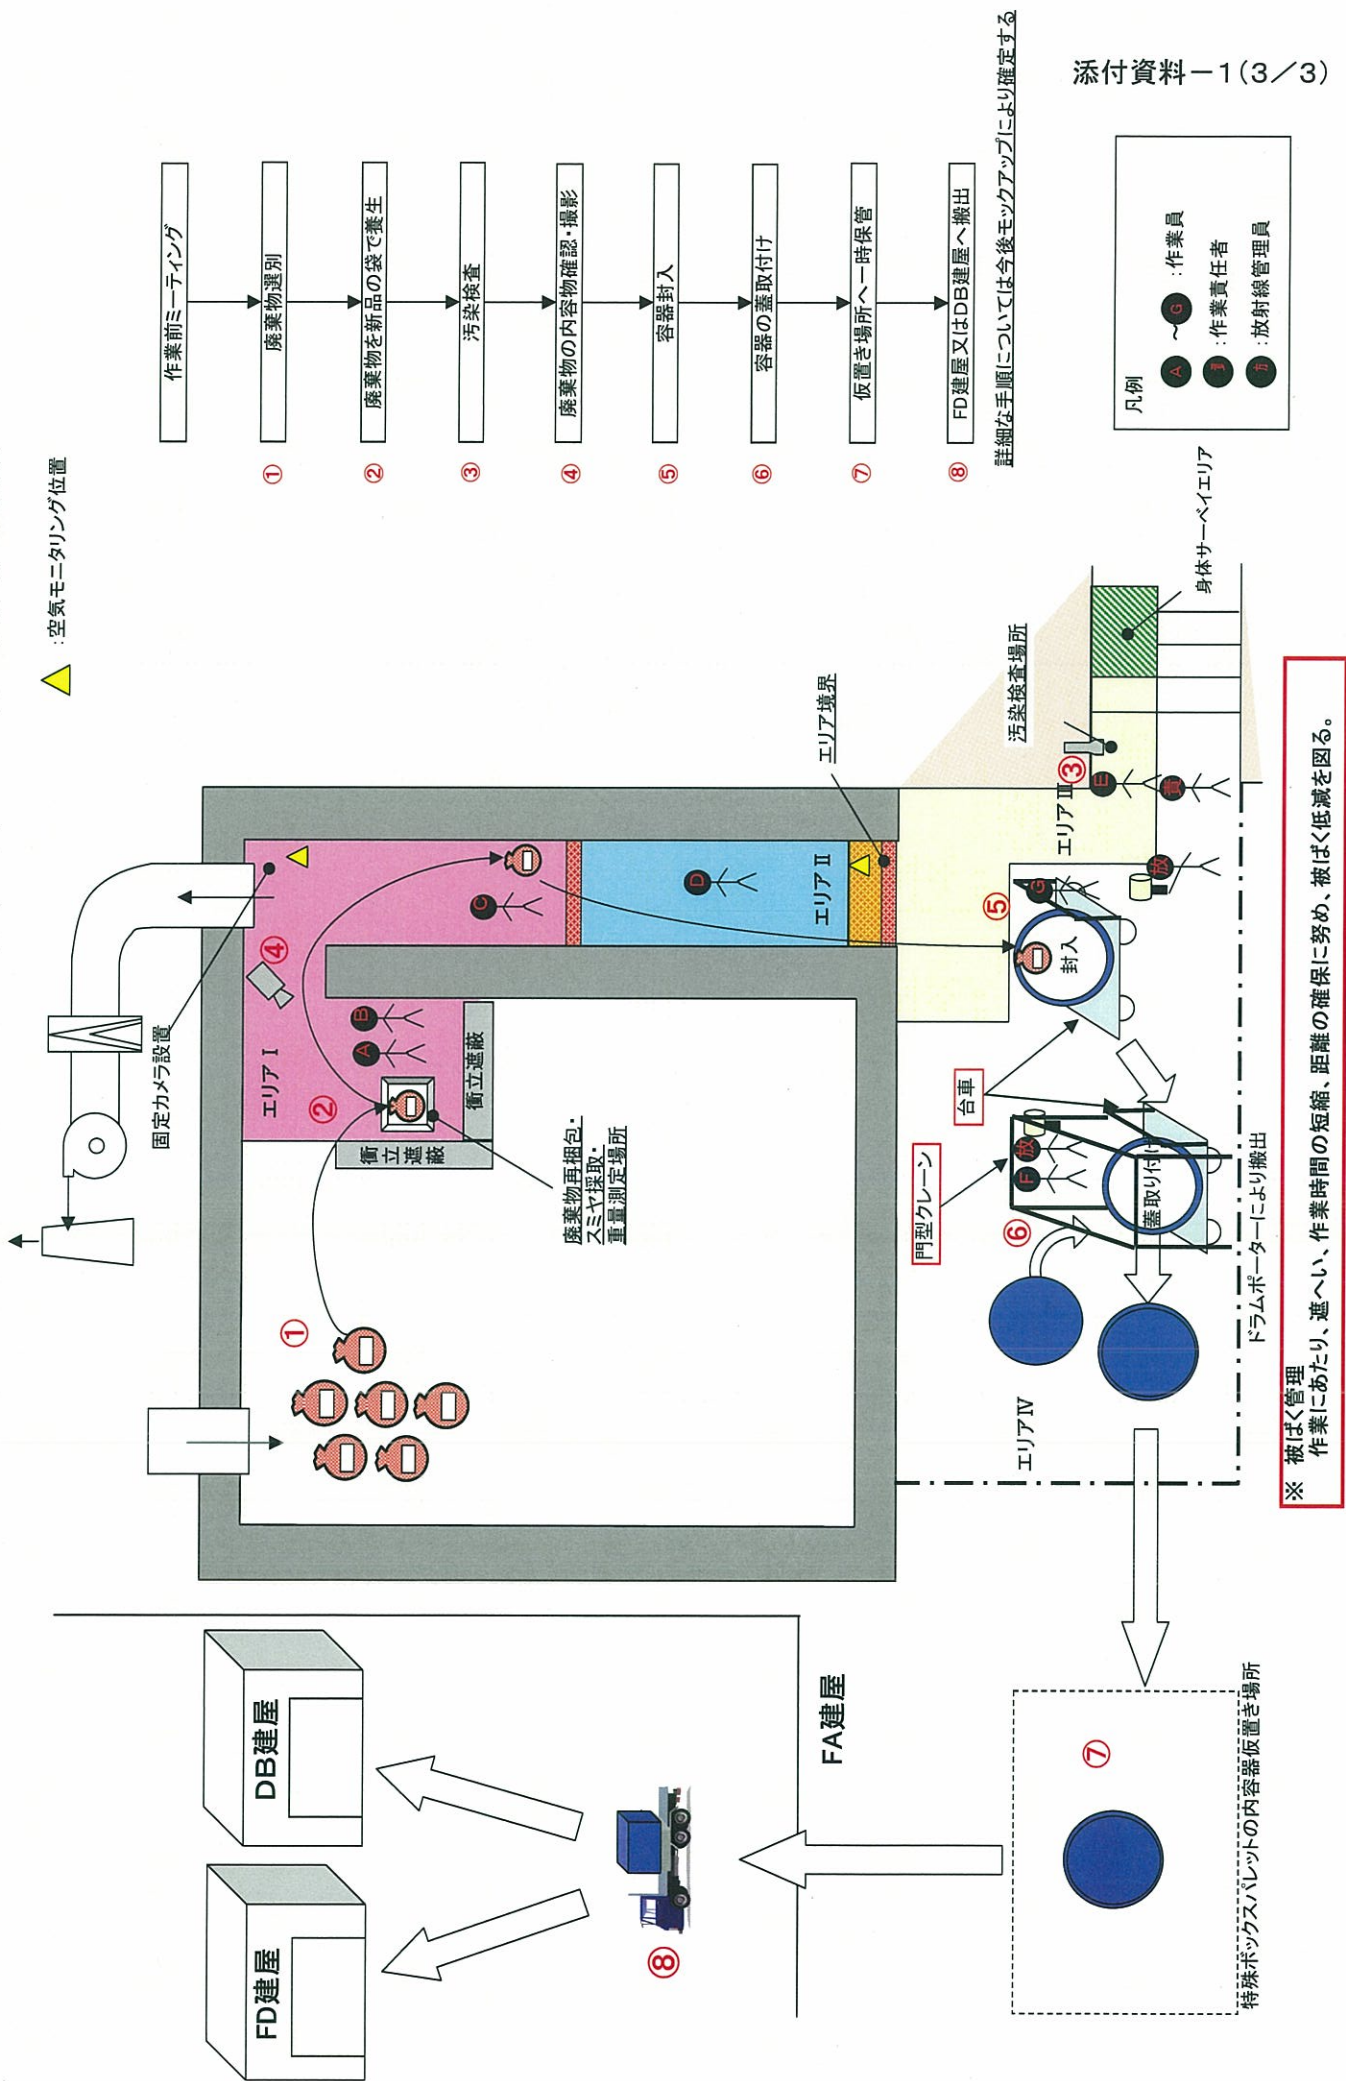 添付資料－1(3／3)
:空気モニタリング位置
作業前ミーティング
①
廃棄物選別
②
廃棄物を新品の袋で養生
③
汚染検査
④
廃棄物の内容物確認・撮影
⑤
容器封入
⑥
容器の蓋取付け
⑦
仮置き場所へ一時保管
⑧
FD建屋又はDB建屋へ搬出
詳細な手順については今後モックアップにより確定する
凡例
A ～G :作業員
責 :作業責任者
放 :放射線管理員
固定カメラ設置
エリアⅠ
④
②
A
B
C
衝立遮蔽
衝立
遮蔽
廃棄物再梱包・
スミヤ採取・
重量測定場所
①
D
エリアⅡ
エリア境界
汚染検査場所
身体サーベイエリア
エリアⅢ
③
E
責
放
G
⑤
封入
台車
門型クレーン
F
放
⑥
蓋取り付け
エリアⅣ
ドラムポーターにより搬出
※ 被ばく管理
作業にあたり、遮へい、作業時間の短縮、距離の確保に努め、被ばく低減を図る。
DB建屋
FD建屋
FA建屋
⑧
⑦
特殊ボックスパレットの内容器仮置き場所